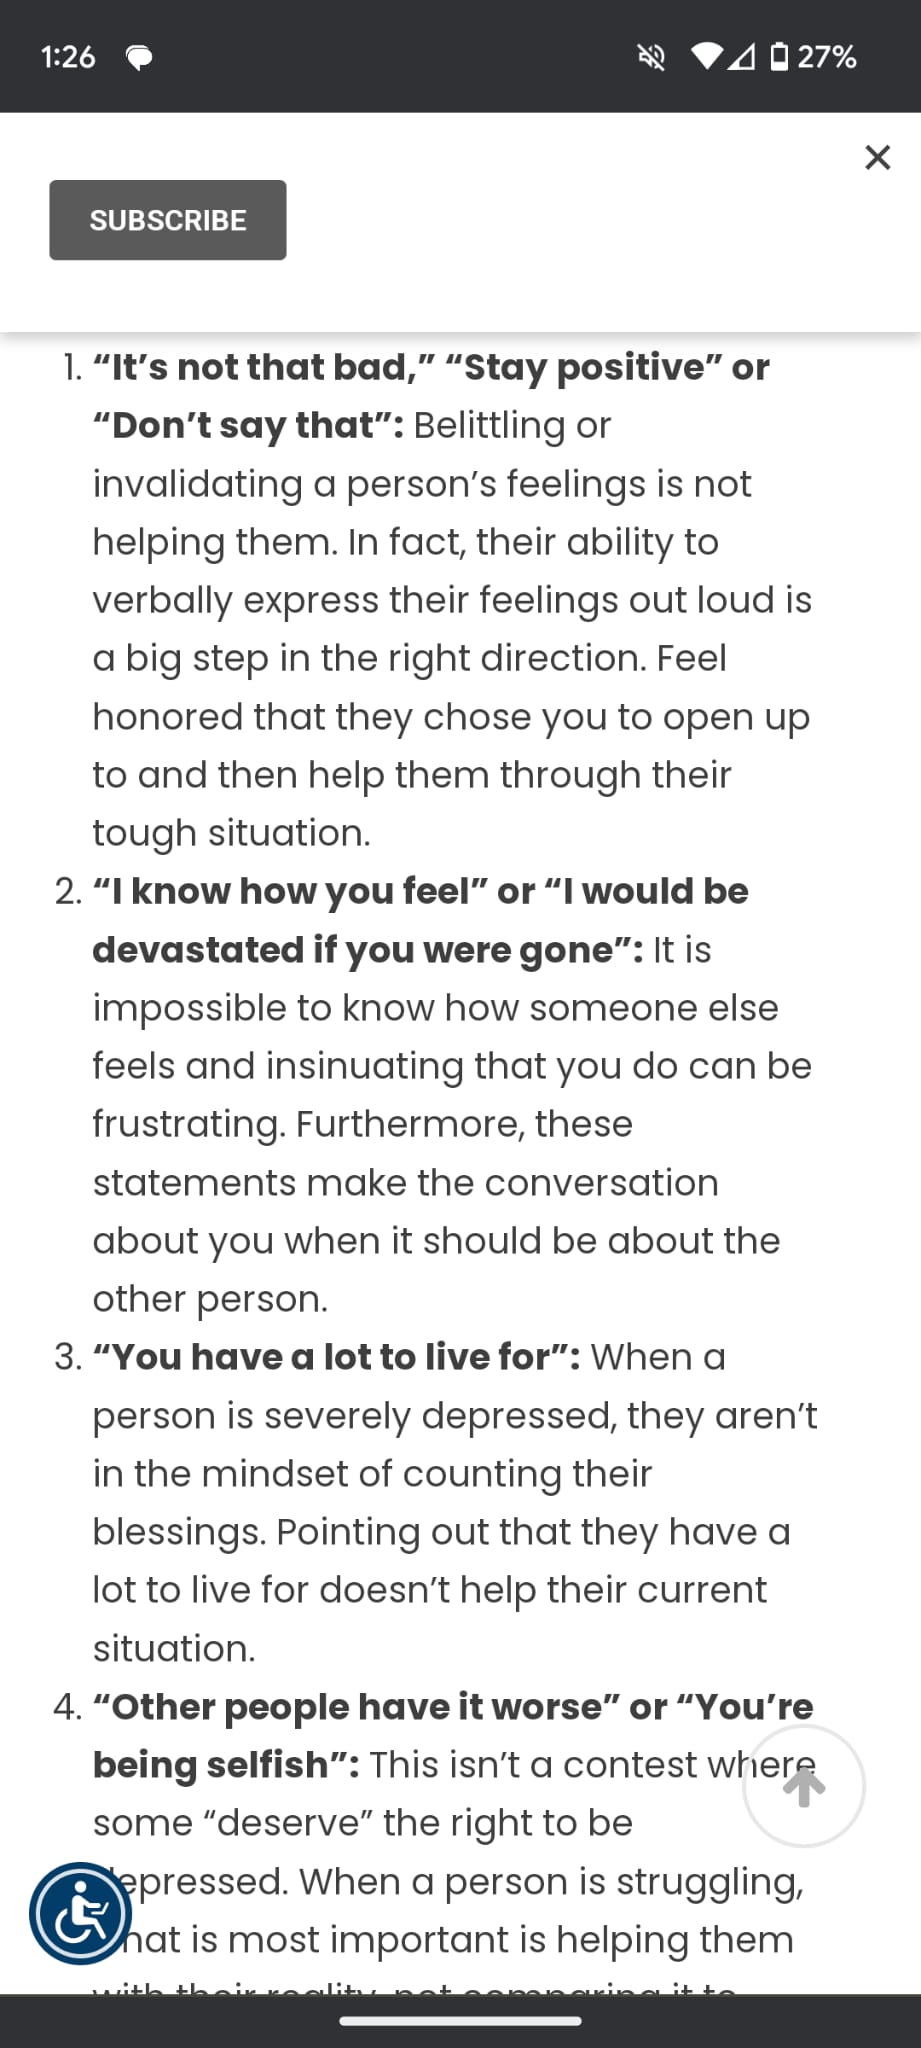 1:26
27%
SUBSCRIBE
1. “It’s not that bad,” “Stay positive” or
“Don’t say that”: Belittling or
invalidating a person’s feelings is not
helping them. In fact, their ability to
verbally express their feelings out loud is
a big step in the right direction. Feel
honored that they chose you to open up
to and then help them through their
tough situation.
2. “I know how you feel” or “I would be
devastated if you were gone”: It is
impossible to know how someone else
feels and insinuating that you do can be
frustrating. Furthermore, these
statements make the conversation
about you when it should be about the
other person.
3. “You have a lot to live for”: When a
person is severely depressed, they aren’t
in the mindset of counting their
blessings. Pointing out that they have a
lot to live for doesn’t help their current
situation.
4. “Other people have it worse” or “You’re
being selfish”: This isn’t a contest where
some “deserve” the right to be
epressed. When a person is struggling,
hat is most important is helping them
with their reality, not comparing it to